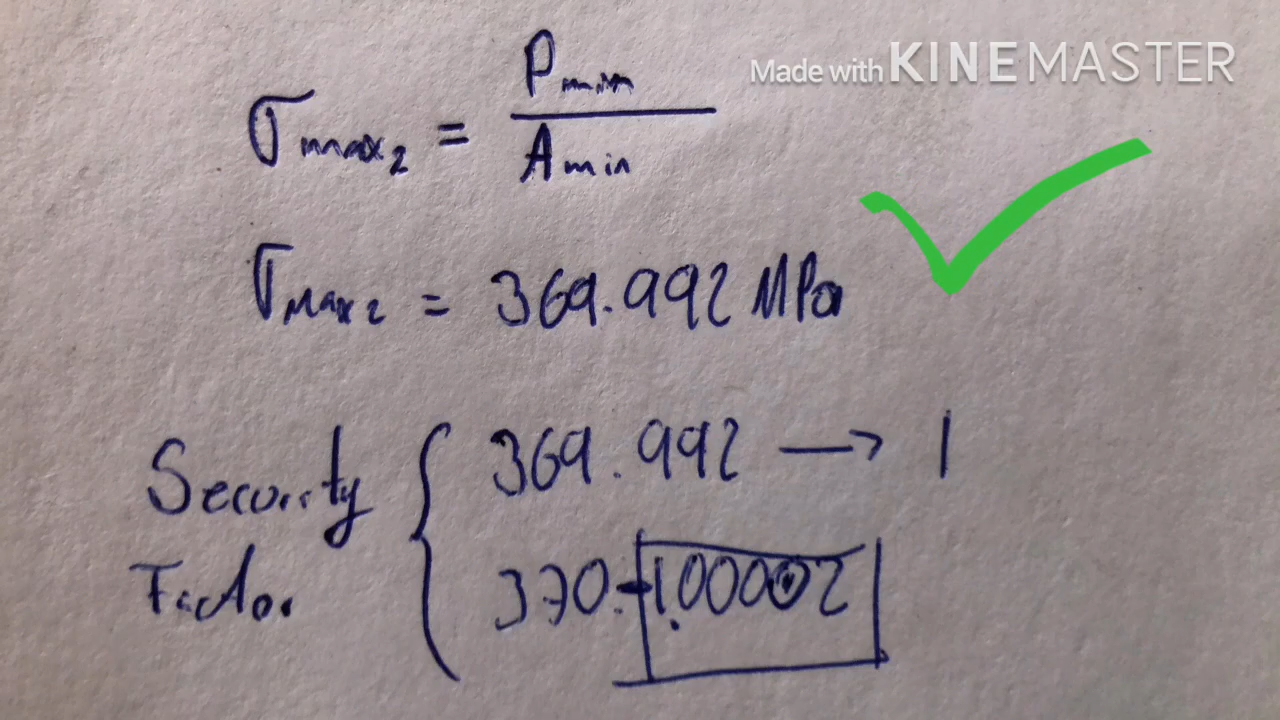 Made with KINEMASTER
σmax2 = Pmin / Amin
σmax2 = 369.992 MPa
Security Factor { 369.992 → 1
370. 1.00002